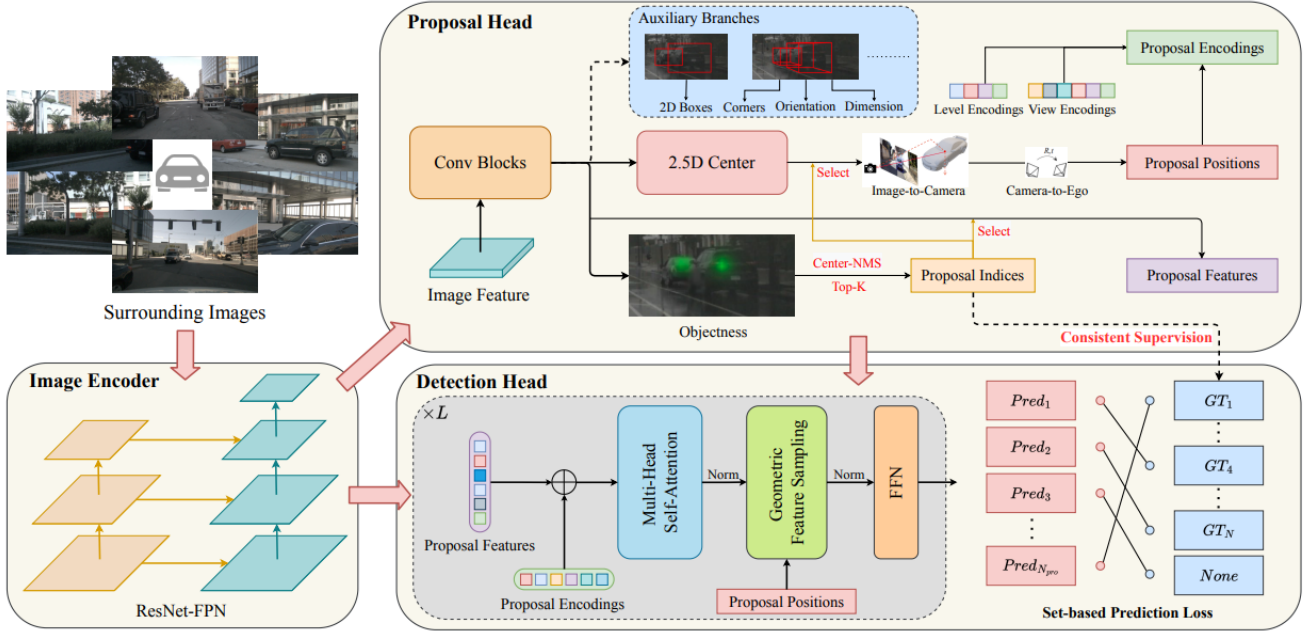 Proposal Head
Auxiliary Branches
2D Boxes
Corners
Orientation
Dimension
Level Encodings
View Encodings
Proposal Encodings
Conv Blocks
2.5D Center
Select
Image-to-Camera
R,t
Camera-to-Ego
Proposal Positions
Select
Image Feature
Objectness
Center-NMS
Top-K
Proposal Indices
Proposal Features
Consistent Supervision
Surrounding Images
Image Encoder
ResNet-FPN
Detection Head
×L
Proposal Features
Proposal Encodings
Multi-Head
Self-Attention
Norm
Geometric
Feature Sampling
Norm
FFN
Proposal Positions
Pred1
Pred2
Pred3
PredNpro
GT1
GT4
GTN
None
Set-based Prediction Loss